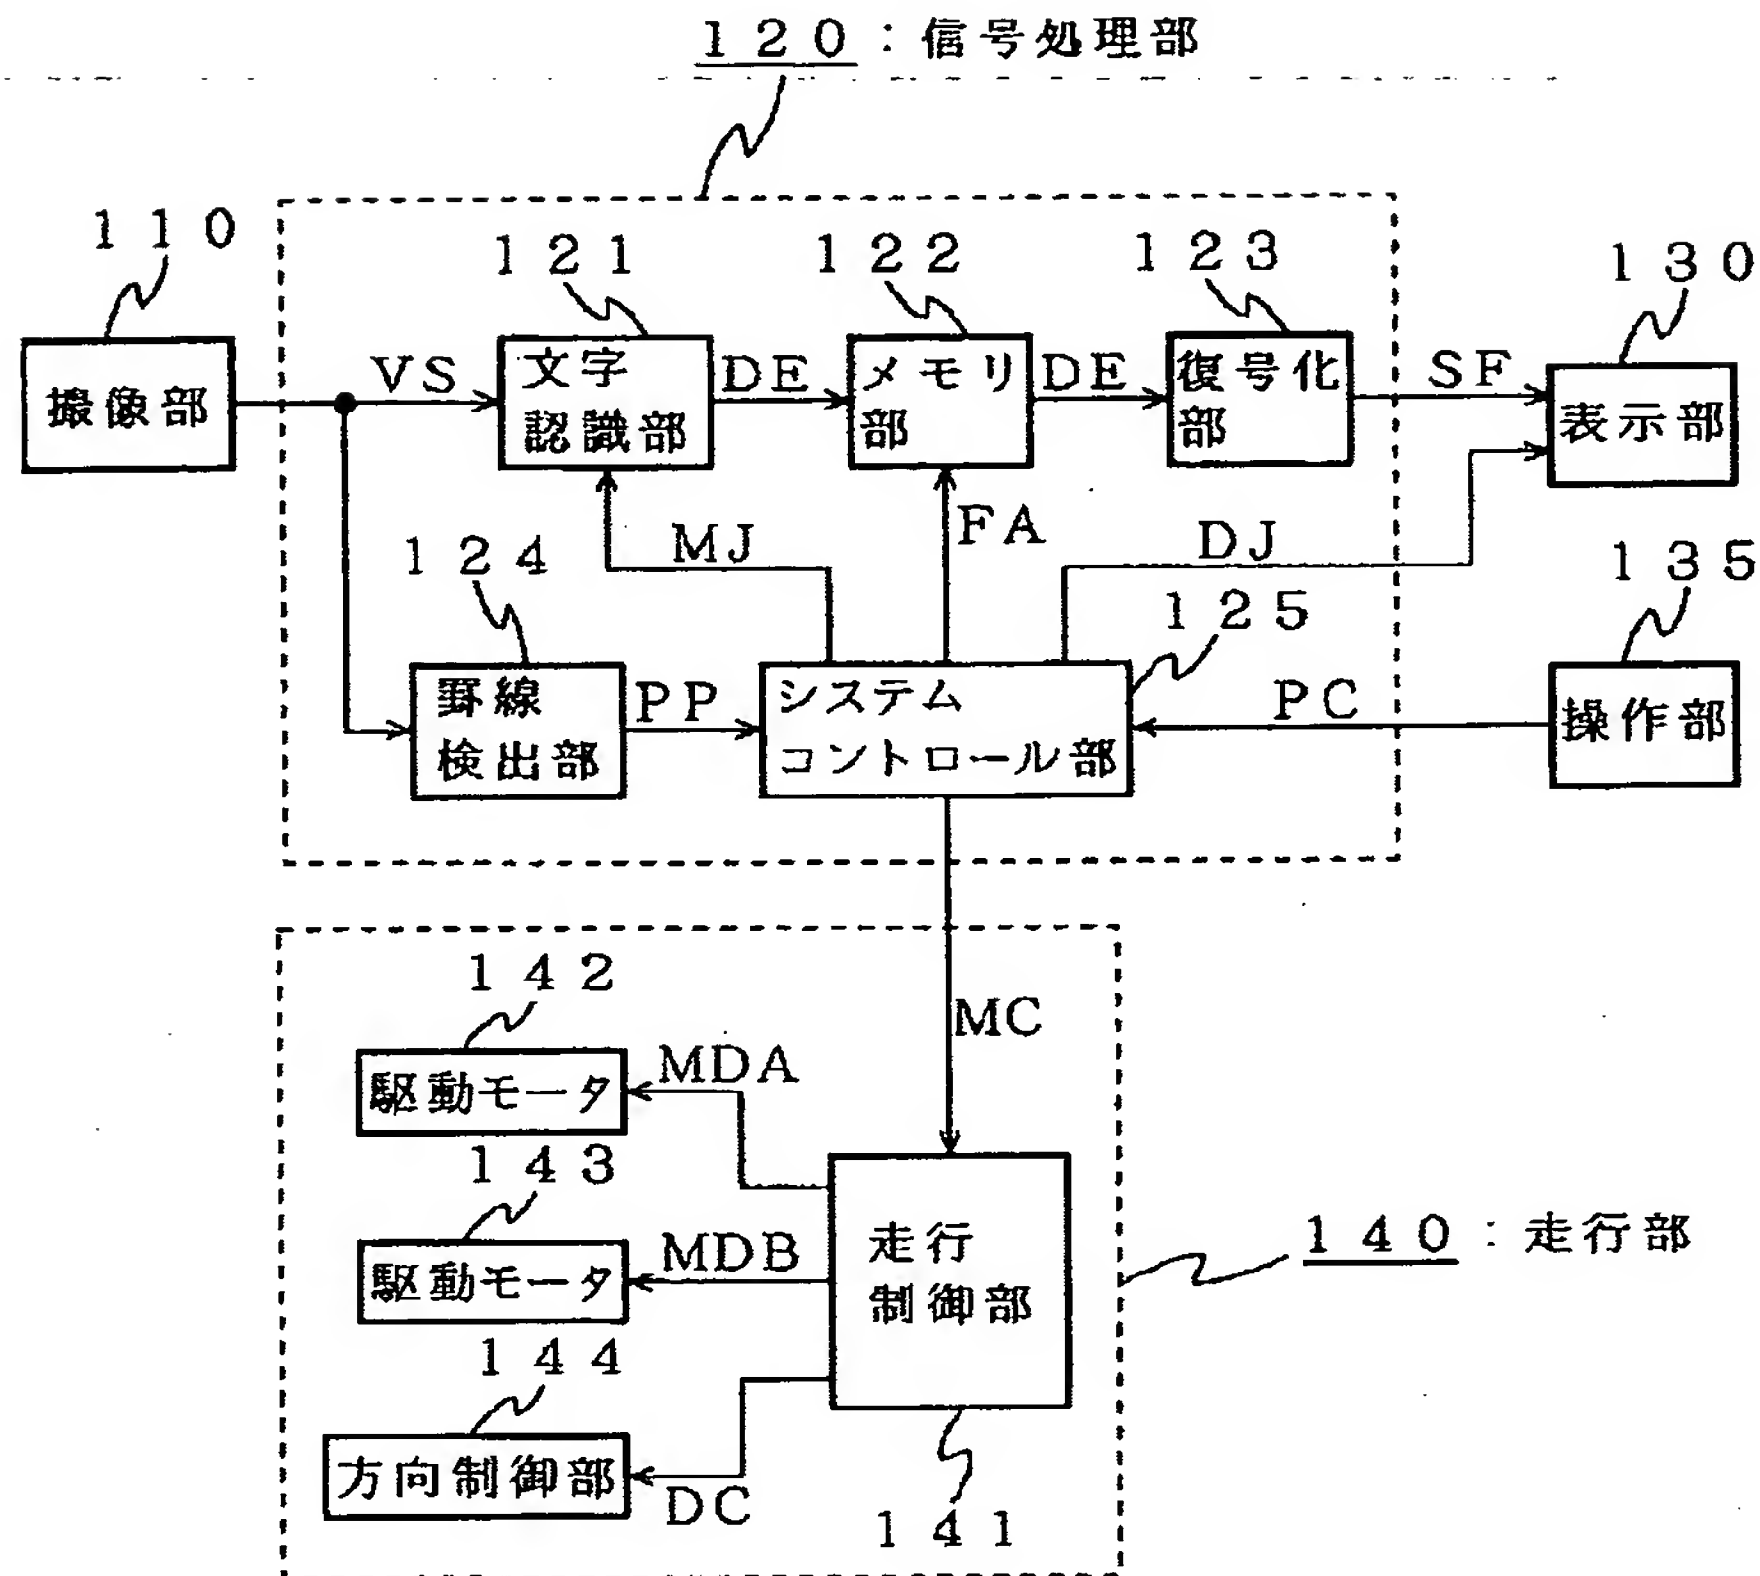 １２０：信号処理部
１１０
１２１
１２２
１２３
１３０
撮像部
VS
文字
認識部
DE
メモリ
部
DE
復号化
部
SF
表示部
MJ
FA
DJ
１２４
１２５
１３５
罫線
検出部
PP
システム
コントロール部
PC
操作部
MC
１４２
駆動モータ
MDA
１４３
駆動モータ
MDB
走行
制御部
１４０：走行部
１４４
方向制御部
DC
１４１